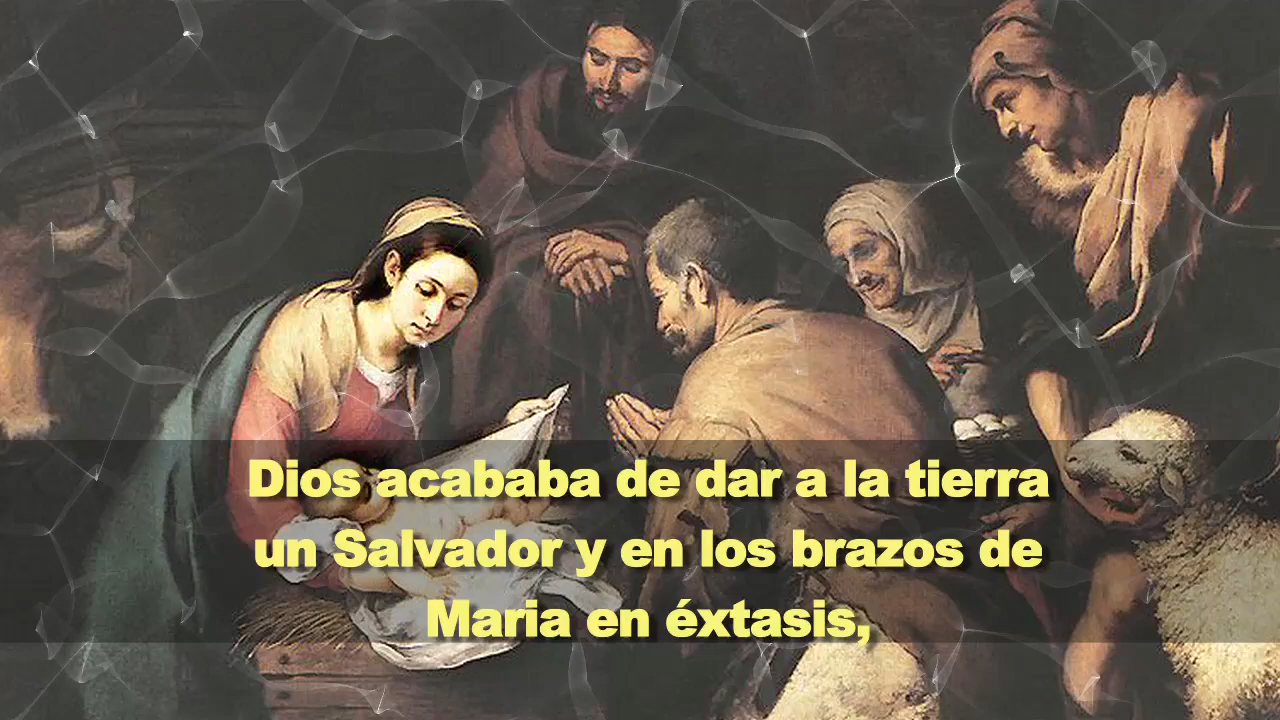 Dios acababa de dar a la tierra
un Salvador y en los brazos de
Maria en éxtasis,